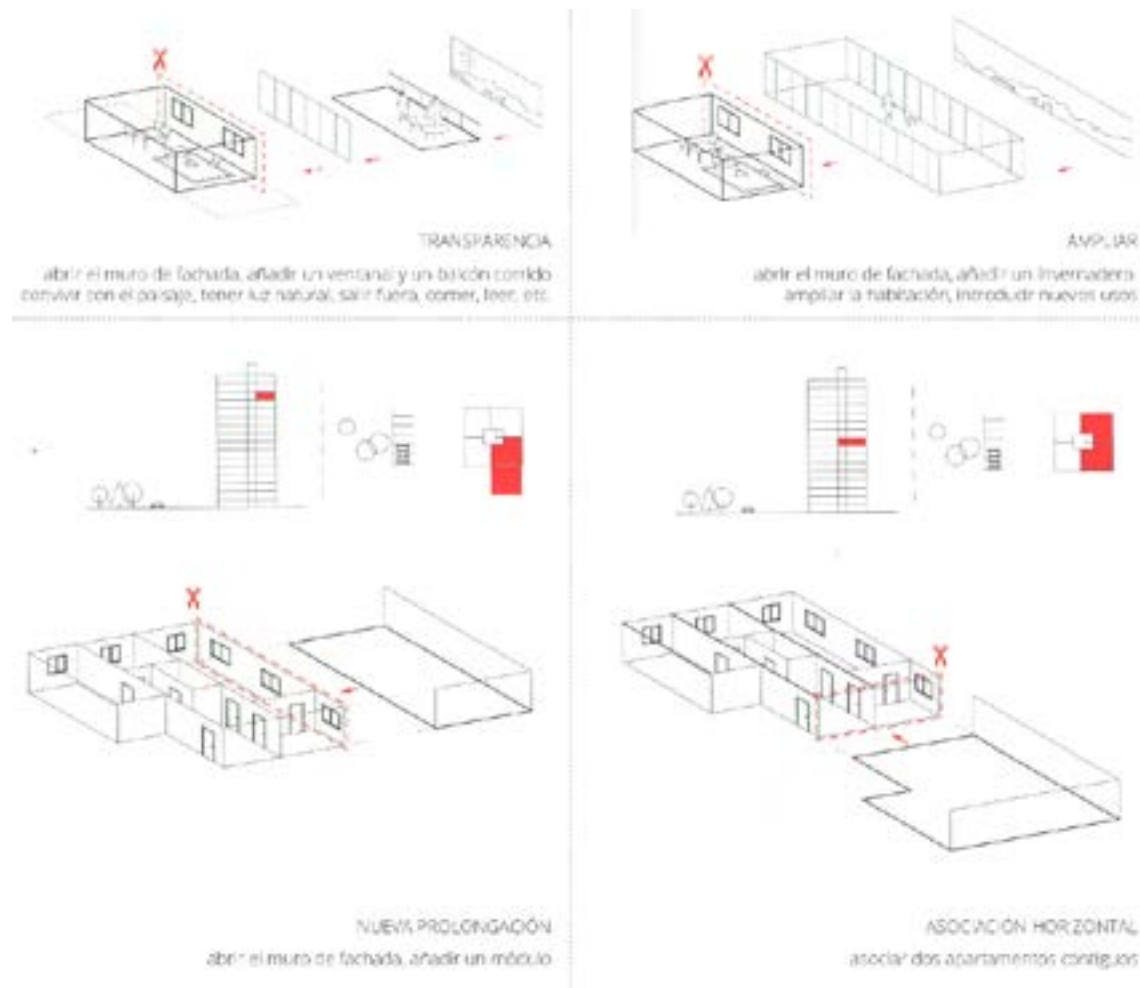 TRANSPARENCIA
abrir el muro de fachada, añadir un ventanal y un balcón corrido
convivir con el paisaje, tener luz natural, salir fuera, comer, leer, etc.
AMPLIAR
abrir el muro de fachada, añadir un invernadero,
ampliar la habitación, introducir nuevos usos
NUEVA PROLONGACIÓN
abrir el muro de fachada, añadir un módulo
ASOCIACIÓN HORIZONTAL
asociar dos apartamentos contiguos